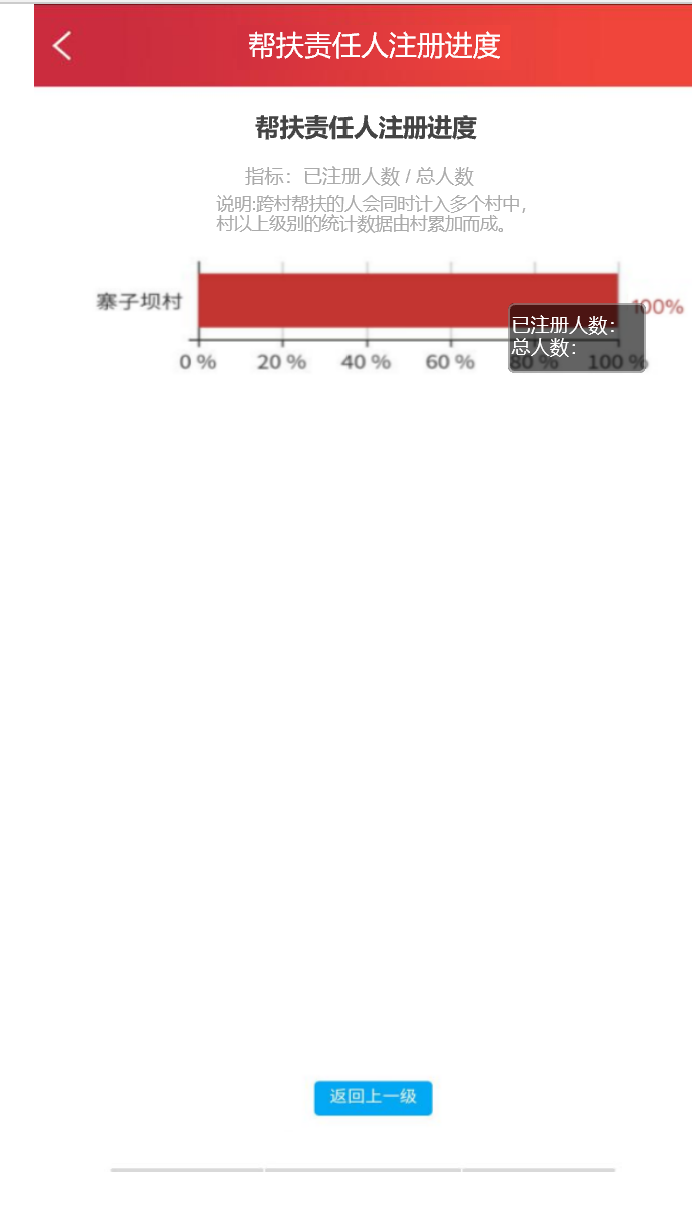 帮扶责任人注册进度
帮扶责任人注册进度
指标：已注册人数 / 总人数
说明:跨村帮扶的人会同时计入多个村中，
村以上级别的统计数据由村累加而成。
寨子坝村
100%
已注册人数：
总人数：
0 %
20 %
40 %
60 %
80 %
100 %
返回上一级